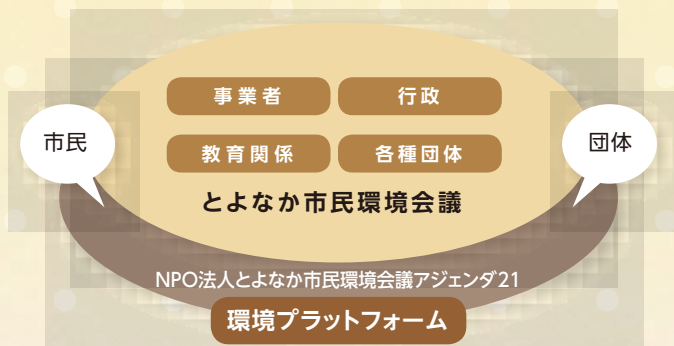 事業者 行政
市民 団体
教育関係 各種団体
とよなか市民環境会議
NPO法人とよなか市民環境会議アジェンダ21
環境プラットフォーム